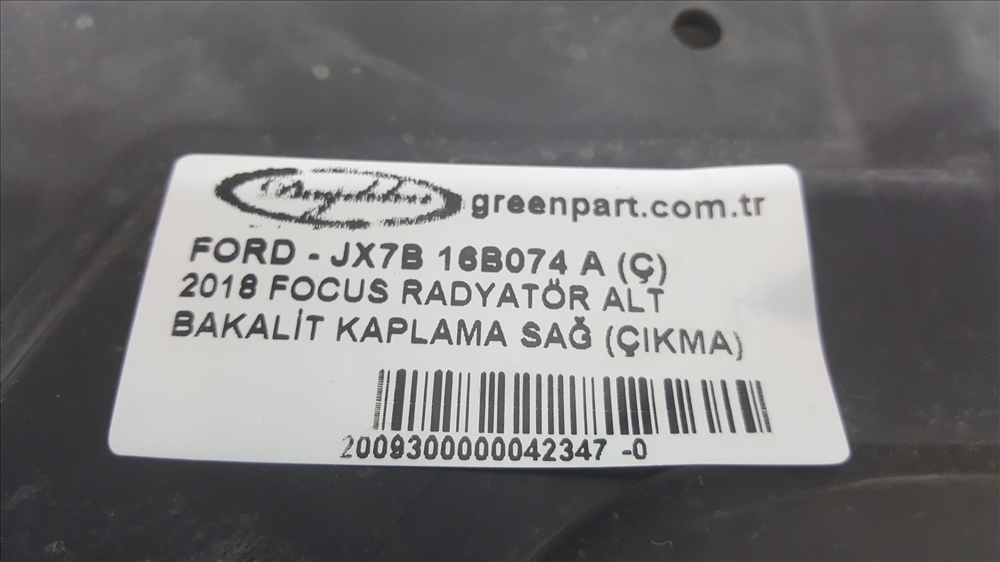 greenpart.com.tr
FORD - JX7B 16B074 A (Ç)
2018 FOCUS RADYATÖR ALT
BAKALİT KAPLAMA SAĞ (ÇIKMA)
2009300000042347 -0